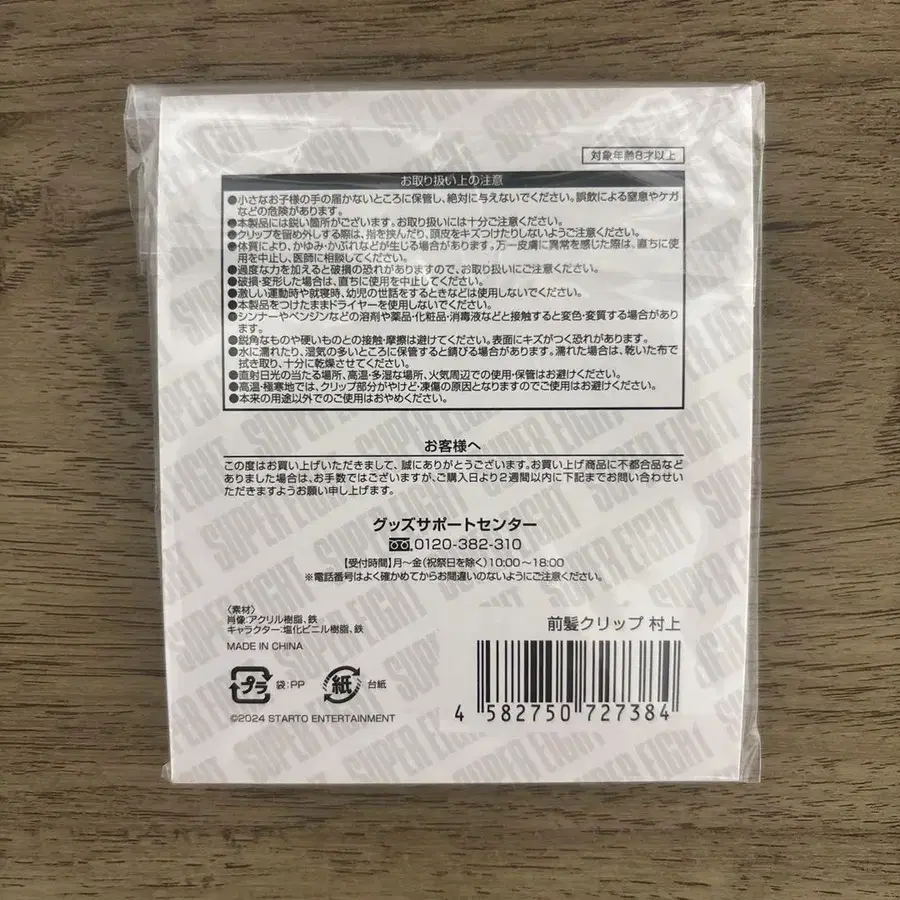 対象年齢8才以上
お取り扱い上の注意
●小さなお子様の手の届かないところに保管し、絶対に与えないでください。誤飲による窒息やケガ
などの危険があります。
●本製品には鋭い箇所がございます。お取り扱いには十分ご注意ください。
●クリップを留め外しする際は、指を挟んだり、頭皮をキズつけたりしないようご注意ください。
●体質により、かゆみ・かぶれなどが生じる場合があります。万一皮膚に異常を感じた際は、直ちに使
用を中止し、医師に相談してください。
●過度な力を加えると破損の恐れがありますので、お取り扱いにご注意ください。
●破損・変形した場合は、直ちに使用を中止してください。
●激しい運動時や就寝時、幼児の世話をするときなどは使用しないでください。
●本製品をつけたままドライヤーを使用しないでください。
●シンナーやベンジンなどの溶剤や薬品・化粧品・消毒液などと接触すると変色・変質する場合があり
ます。
●鋭角なものや硬いものとの接触・摩擦は避けてください。表面にキズがつく恐れがあります。
●水に濡れたり、湿気の多いところに保管すると錆びる場合があります。濡れた場合は、乾いた布で
拭き取り、十分に乾燥させてください。
●直射日光の当たる場所、高温・多湿な場所、火気周辺での使用・保管はお避けください。
●高温・極寒地では、クリップ部分がやけど・凍傷の原因となりますのでご使用はお避けください。
●本来の用途以外でのご使用はおやめください。
お客様へ
この度はお買い上げいただきまして、誠にありがとうございます。お買い上げ商品に不都合品など
ありました場合は、お手数ではございますが、ご購入日より2週間以内に下記までお問い合わせい
ただきますようお願い申し上げます。
グッズサポートセンター
0120-382-310
【受付時間】月〜金(祝祭日を除く)10:00〜18:00
※電話番号はよく確かめてからお間違いのないようにご注意ください。
〈素材〉
肖像:アクリル樹脂、鉄
キャラクター:塩化ビニル樹脂、鉄
MADE IN CHINA
プラ 袋:PP 紙 台紙
©2024 STARTO ENTERTAINMENT
前髪クリップ 村上
4 582750 727384
SUPER EIGHT